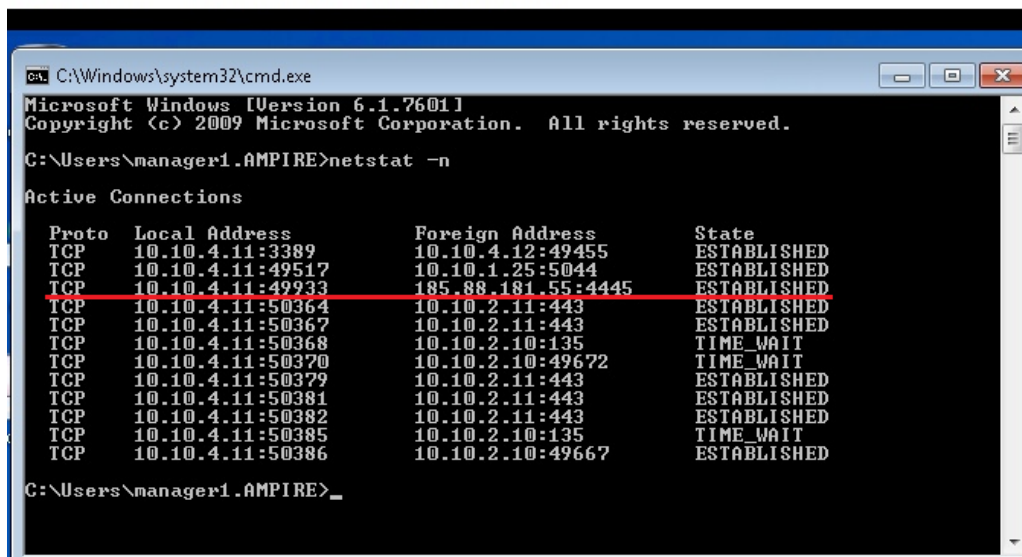 C:\Windows\system32\cmd.exe
Microsoft Windows [Version 6.1.7601]
Copyright (c) 2009 Microsoft Corporation. All rights reserved.
C:\Users\manager1.AMPIRE>netstat -n
Active Connections
Proto Local Address Foreign Address State
TCP 10.10.4.11:3389 10.10.4.12:49455 ESTABLISHED
TCP 10.10.4.11:49517 10.10.1.25:5044 ESTABLISHED
TCP 10.10.4.11:49933 185.88.181.55:4445 ESTABLISHED
TCP 10.10.4.11:50364 10.10.2.11:443 ESTABLISHED
TCP 10.10.4.11:50367 10.10.2.11:443 ESTABLISHED
TCP 10.10.4.11:50368 10.10.2.10:135 TIME_WAIT
TCP 10.10.4.11:50370 10.10.2.10:49672 TIME_WAIT
TCP 10.10.4.11:50379 10.10.2.11:443 ESTABLISHED
TCP 10.10.4.11:50381 10.10.2.11:443 ESTABLISHED
TCP 10.10.4.11:50382 10.10.2.11:443 ESTABLISHED
TCP 10.10.4.11:50385 10.10.2.10:135 TIME_WAIT
TCP 10.10.4.11:50386 10.10.2.10:49667 ESTABLISHED
C:\Users\manager1.AMPIRE>_